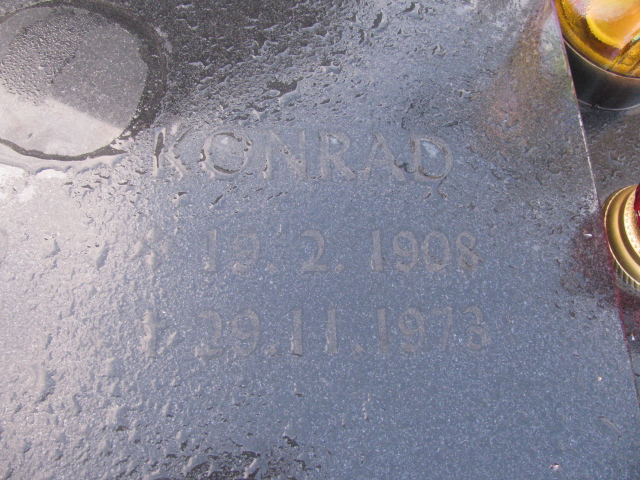 KONRAD
* 19. 2. 1908
† 29.11.1973